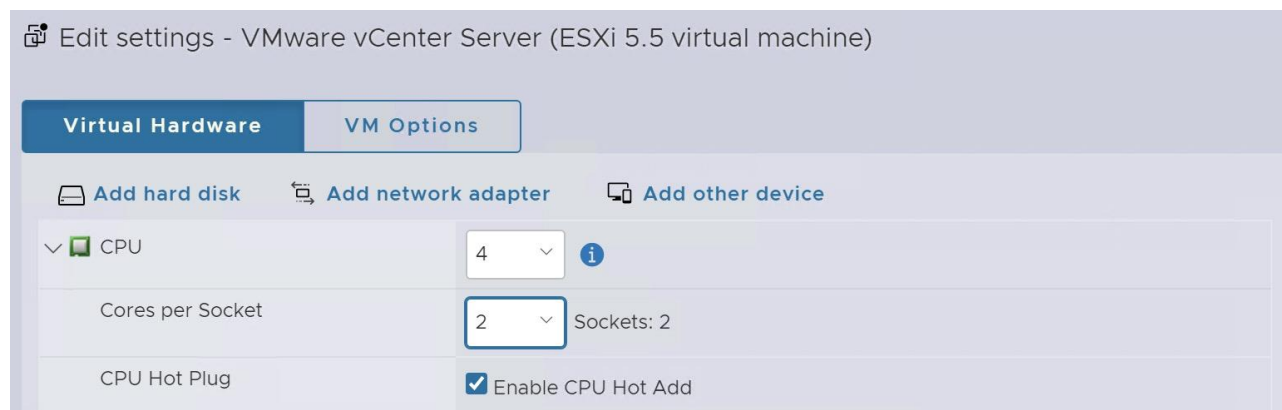 Edit settings - VMware vCenter Server (ESXi 5.5 virtual machine)
Virtual Hardware VM Options
Add hard disk Add network adapter Add other device
CPU 4
Cores per Socket 2 Sockets: 2
CPU Hot Plug Enable CPU Hot Add